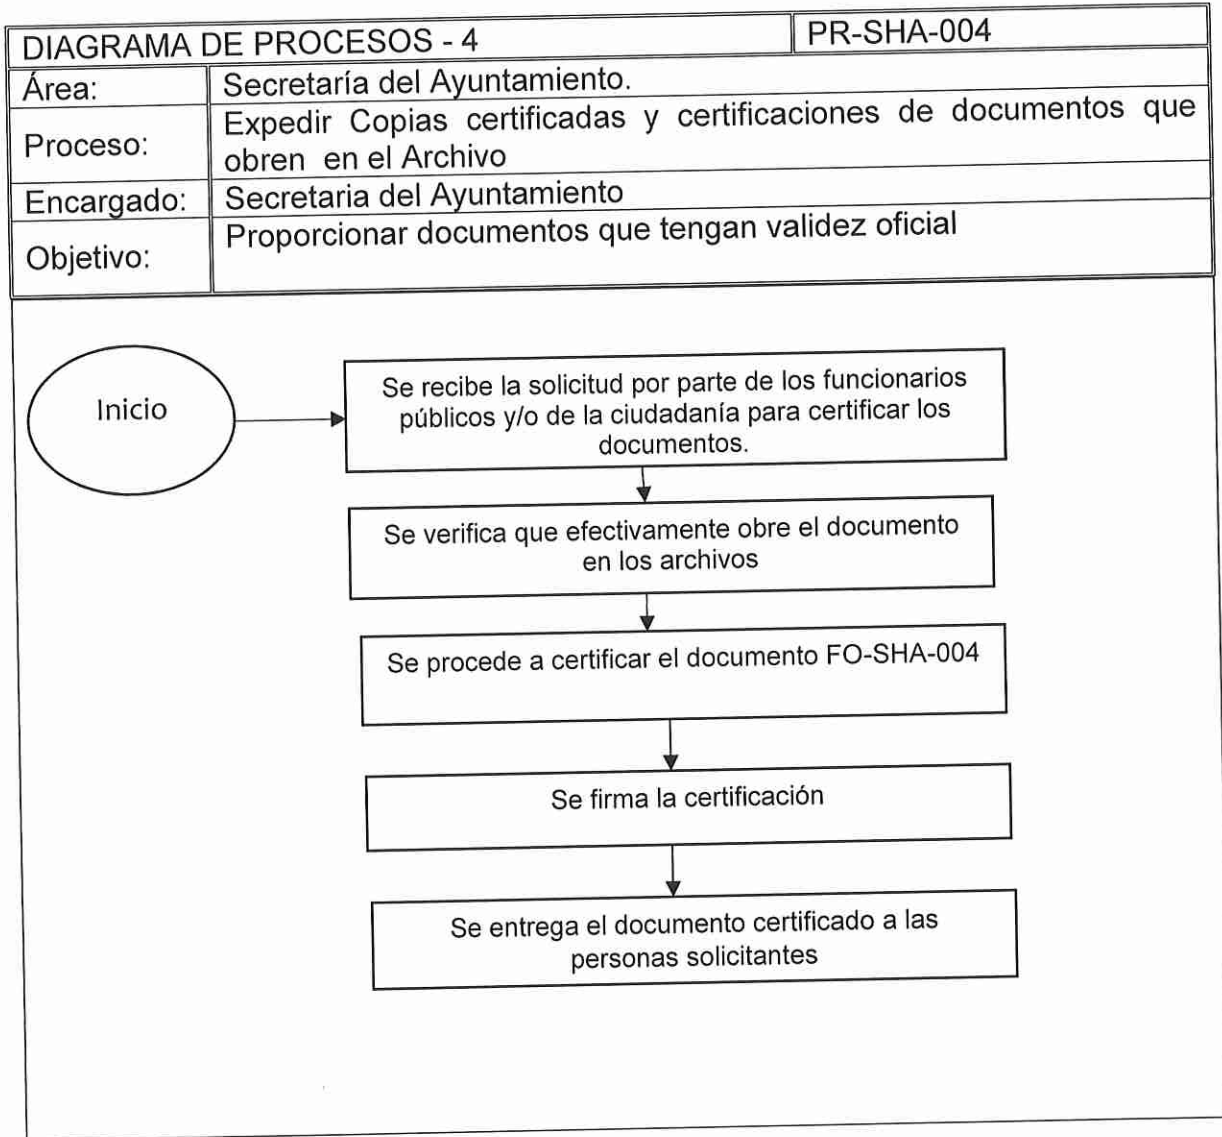 DIAGRAMA DE PROCESOS - 4
PR-SHA-004
Área:
Secretaría del Ayuntamiento.
Proceso:
Expedir Copias certificadas y certificaciones de documentos que
obren en el Archivo
Encargado:
Secretaria del Ayuntamiento
Objetivo:
Proporcionar documentos que tengan validez oficial
Inicio
Se recibe la solicitud por parte de los funcionarios
públicos y/o de la ciudadanía para certificar los
documentos.
Se verifica que efectivamente obre el documento
en los archivos
Se procede a certificar el documento FO-SHA-004
Se firma la certificación
Se entrega el documento certificado a las
personas solicitantes